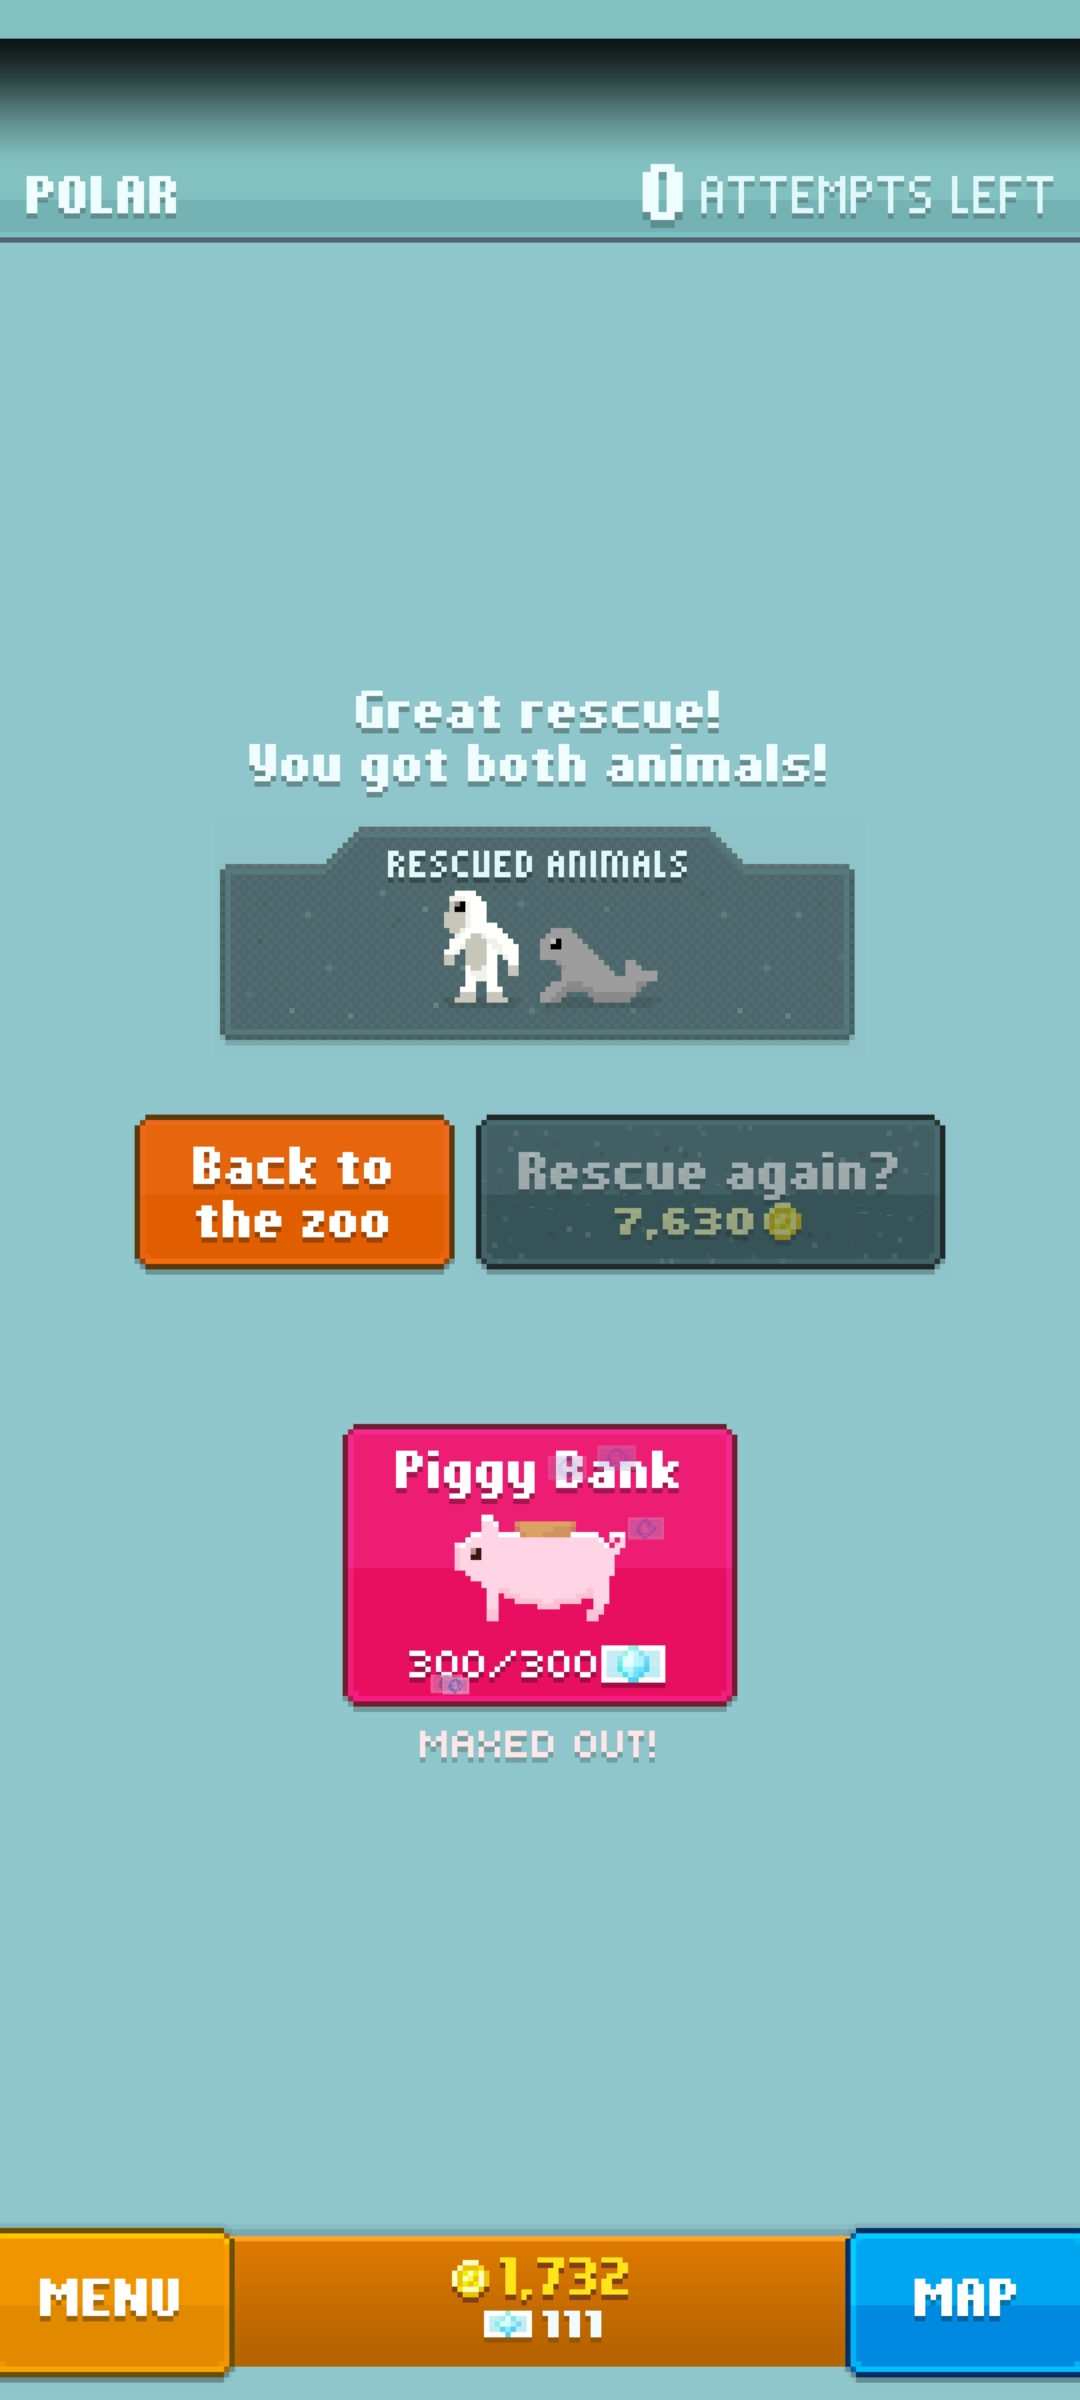 POLAR
0 ATTEMPTS LEFT
Great rescue!
You got both animals!
RESCUED ANIMALS
Back to
the zoo
Rescue again?
7,630
Piggy Bank
300/300
MAXED OUT!
MENU
1,732
111
MAP